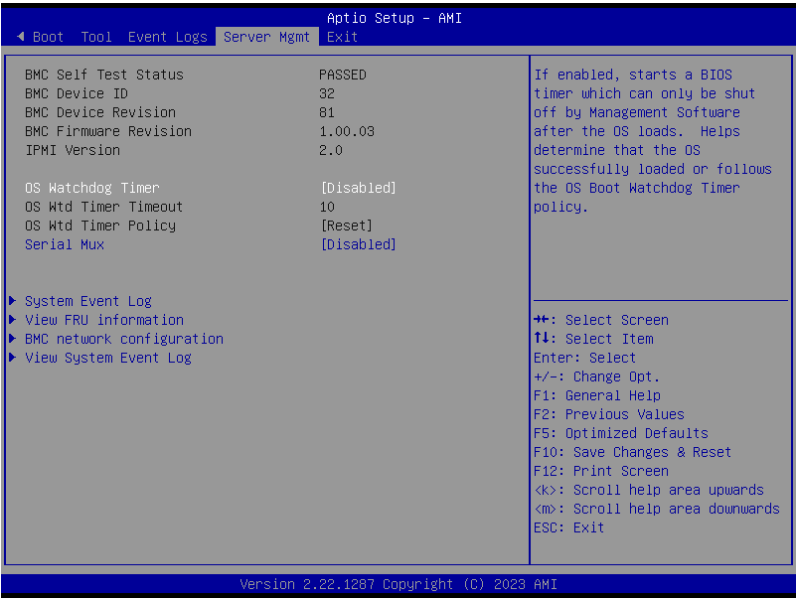 Aptio Setup - AMI
◀ Boot Tool Event Logs Server Mgmt Exit
BMC Self Test Status PASSED
BMC Device ID 32
BMC Device Revision 81
BMC Firmware Revision 1.00.03
IPMI Version 2.0
OS Watchdog Timer [Disabled]
OS Wtd Timer Timeout 10
OS Wtd Timer Policy [Reset]
Serial Mux [Disabled]
▶ System Event Log
▶ View FRU information
▶ BMC network configuration
▶ View System Event Log
If enabled, starts a BIOS
timer which can only be shut
off by Management Software
after the OS loads. Helps
determine that the OS
successfully loaded or follows
the OS Boot Watchdog Timer
policy.
→←: Select Screen
↑↓: Select Item
Enter: Select
+/-: Change Opt.
F1: General Help
F2: Previous Values
F5: Optimized Defaults
F10: Save Changes & Reset
F12: Print Screen
<k>: Scroll help area upwards
<m>: Scroll help area downwards
ESC: Exit
Version 2.22.1287 Copyright (C) 2023 AMI